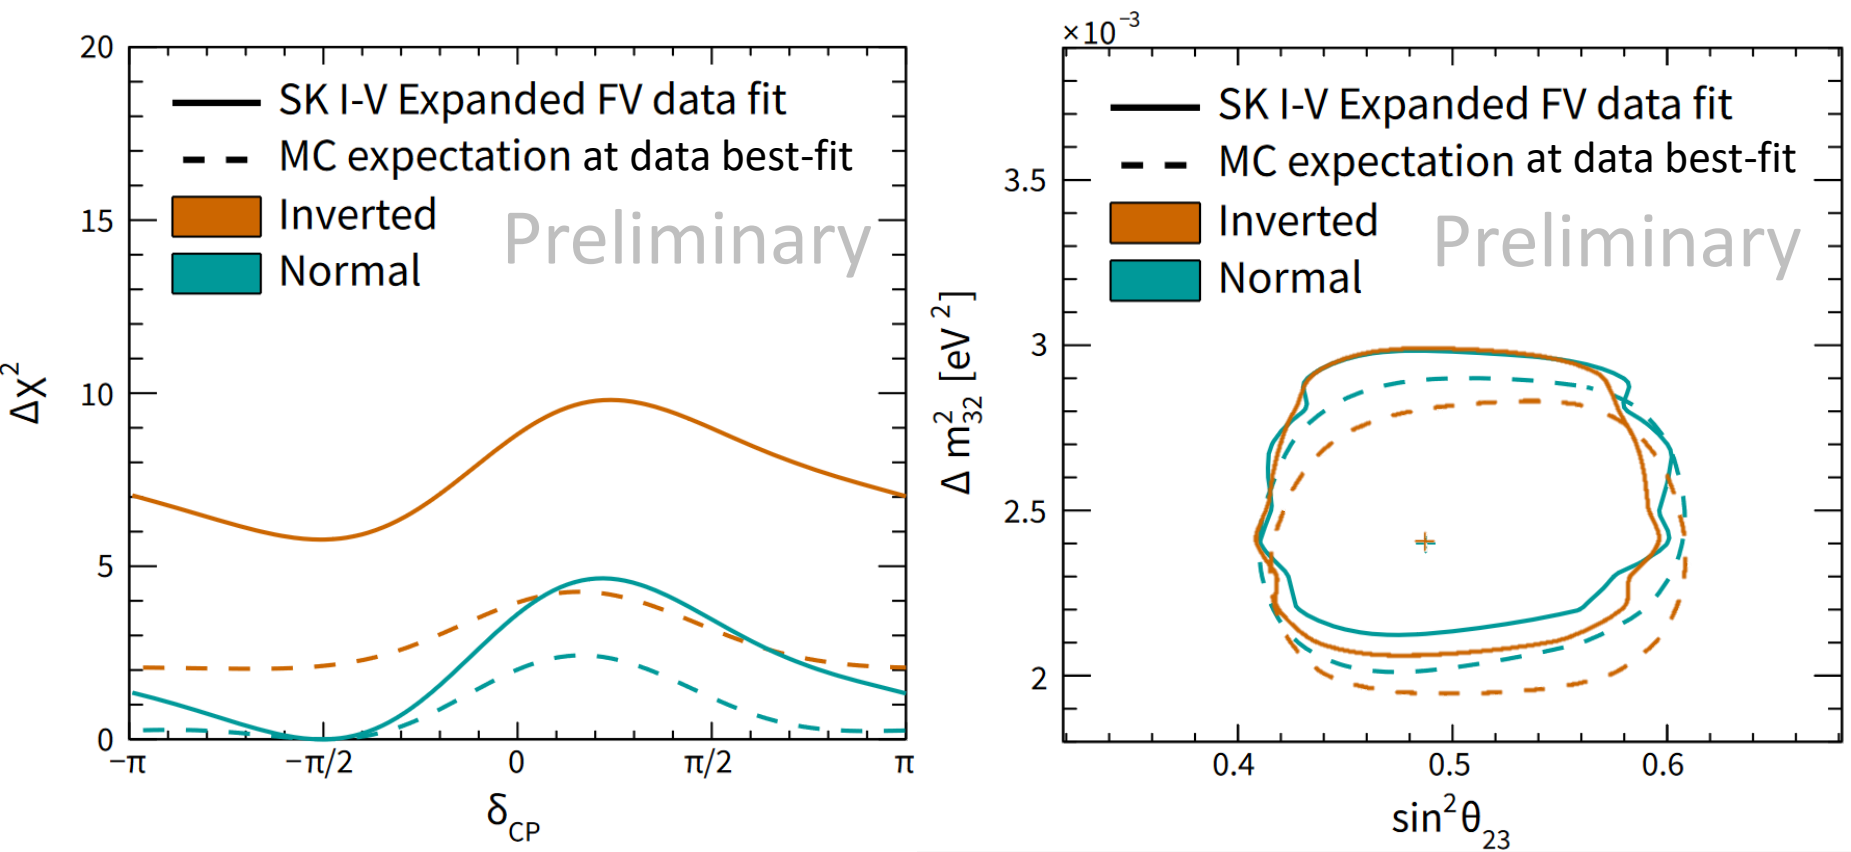 20
15
10
5
0
Δχ²
SK I-V Expanded FV data fit
MC expectation at data best-fit
Inverted
Normal
Preliminary
−π
−π/2
0
π/2
π
δ_CP
×10⁻³
3.5
3
2.5
2
Δ m²₃₂ [eV²]
SK I-V Expanded FV data fit
MC expectation at data best-fit
Inverted
Normal
Preliminary
0.4
0.5
0.6
sin²θ₂₃